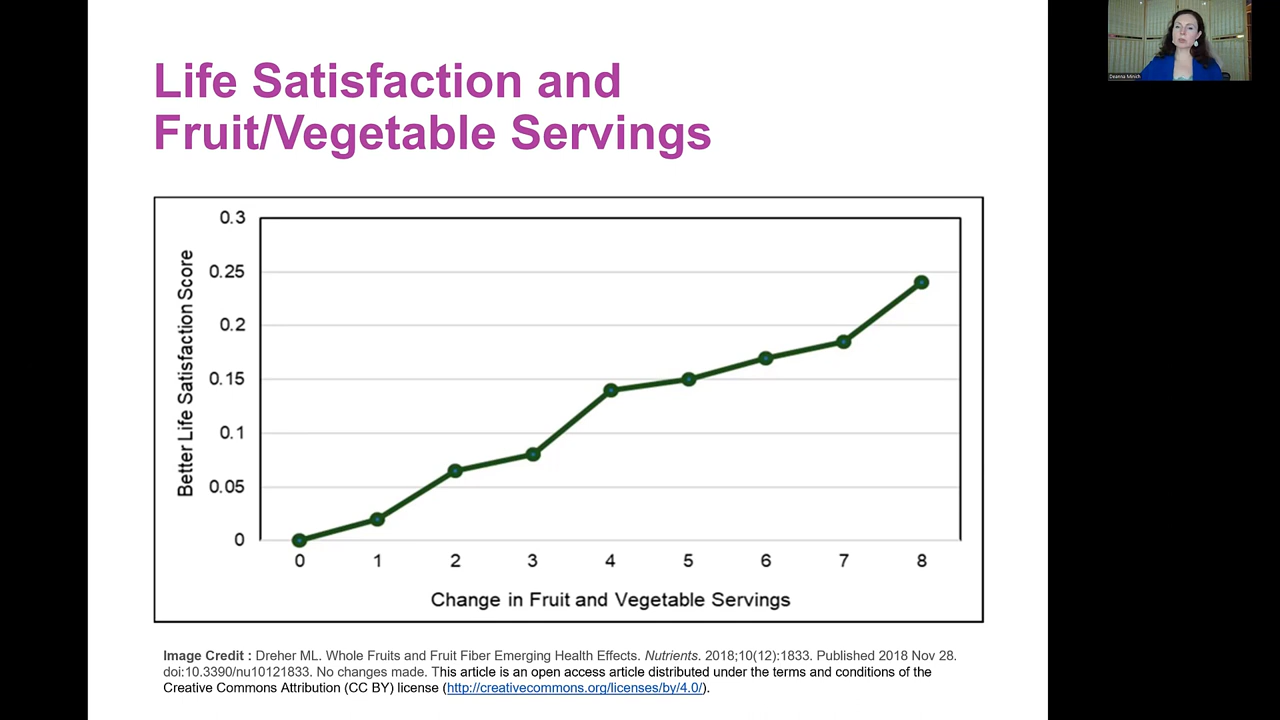 Life Satisfaction and
Fruit/Vegetable Servings
0.3
0.25
0.2
0.15
0.1
0.05
0
Better Life Satisfaction Score
0 1 2 3 4 5 6 7 8
Change in Fruit and Vegetable Servings
Image Credit : Dreher ML. Whole Fruits and Fruit Fiber Emerging Health Effects. Nutrients. 2018;10(12):1833. Published 2018 Nov 28.
doi:10.3390/nu10121833. No changes made. This article is an open access article distributed under the terms and conditions of the
Creative Commons Attribution (CC BY) license (http://creativecommons.org/licenses/by/4.0/).
Deanna Minich